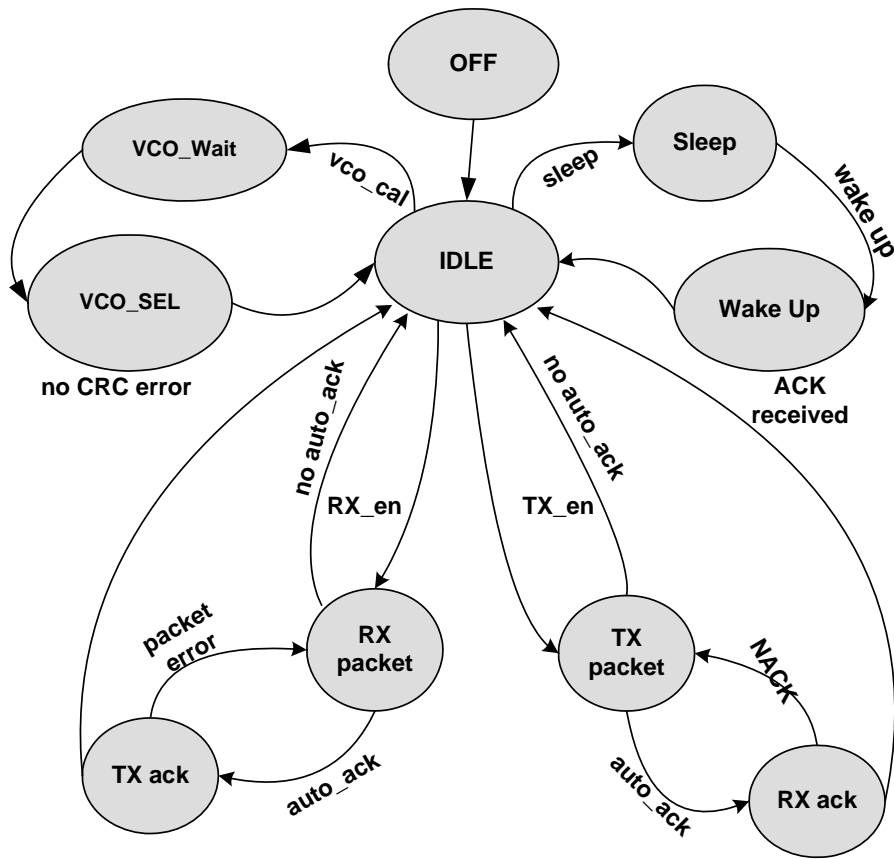 OFF
VCO_Wait
vco_cal
sleep
Sleep
wake up
IDLE
VCO_SEL
Wake Up
no CRC error
ACK
received
no auto_ack
RX_en
TX_en
no auto_ack
packet
error
RX
packet
TX
packet
NACK
TX ack
auto_ack
auto_ack
RX ack